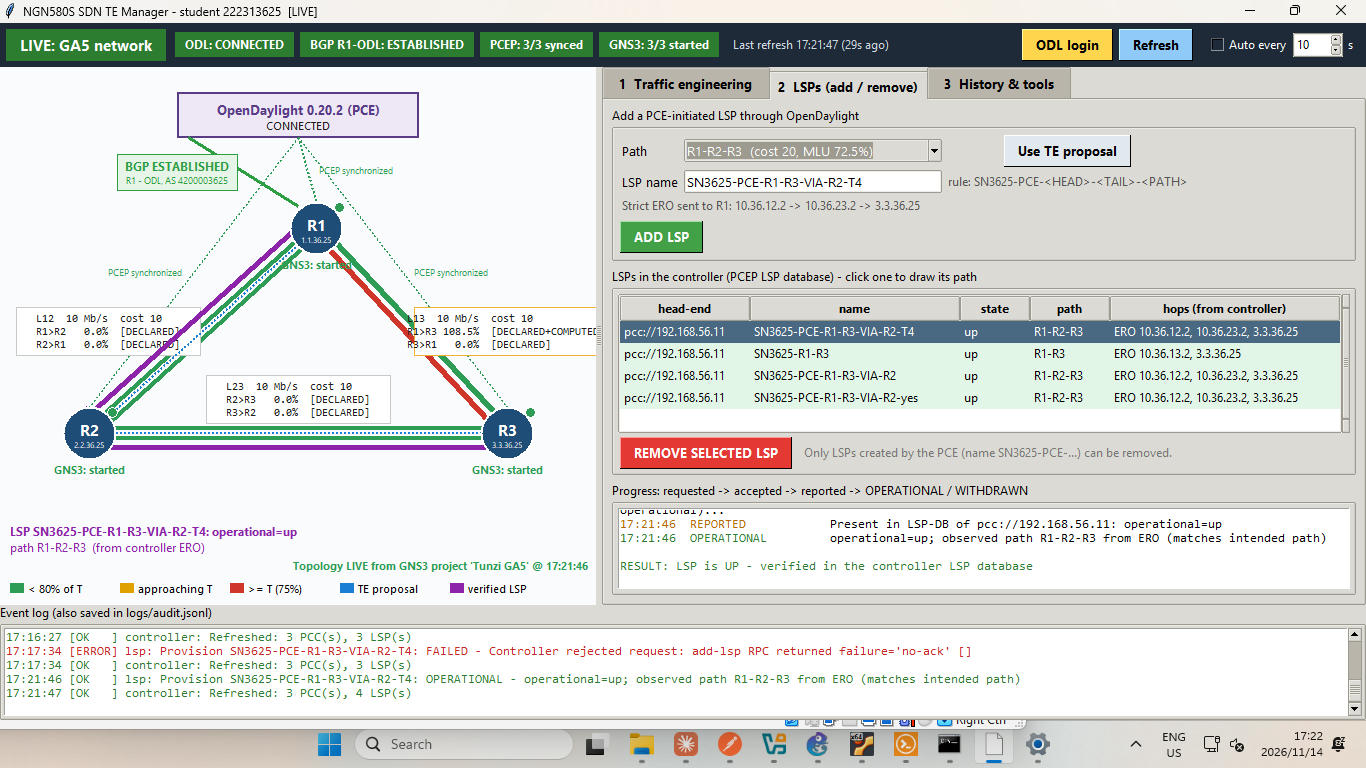 NGN580S SDN TE Manager - student 222313625 [LIVE]
LIVE: GA5 network
ODL: CONNECTED
BGP R1-ODL: ESTABLISHED
PCEP: 3/3 synced
GNS3: 3/3 started
Last refresh 17:21:47 (29s ago)
ODL login
Refresh
Auto every 10 s
OpenDaylight 0.20.2 (PCE)
CONNECTED
BGP ESTABLISHED
R1 - ODL, AS 4200003625
PCEP synchronized
R1
1.1.36.25
GNS3: started
PCEP synchronized
PCEP synchronized
L12 10 Mb/s cost 10
R1>R2 0.0% [DECLARED]
R2>R1 0.0% [DECLARED]
L13 10 Mb/s cost 10
R1>R3 108.5% [DECLARED+COMPUTED
R3>R1 0.0% [DECLARED]
L23 10 Mb/s cost 10
R2>R3 0.0% [DECLARED]
R3>R2 0.0% [DECLARED]
R2
2.2.36.25
GNS3: started
R3
3.3.36.25
GNS3: started
LSP SN3625-PCE-R1-R3-VIA-R2-T4: operational=up
path R1-R2-R3 (from controller ERO)
Topology LIVE from GNS3 project 'Tunzi GA5' @ 17:21:46
< 80% of T
approaching T
>= T (75%)
TE proposal
verified LSP
1 Traffic engineering
2 LSPs (add / remove)
3 History & tools
Add a PCE-initiated LSP through OpenDaylight
Path R1-R2-R3 (cost 20, MLU 72.5%)
Use TE proposal
LSP name SN3625-PCE-R1-R3-VIA-R2-T4 rule: SN3625-PCE-<HEAD>-<TAIL>-<PATH>
Strict ERO sent to R1: 10.36.12.2 -> 10.36.23.2 -> 3.3.36.25
ADD LSP
LSPs in the controller (PCEP LSP database) - click one to draw its path
head-end name state path hops (from controller)
pcc://192.168.56.11 SN3625-PCE-R1-R3-VIA-R2-T4 up R1-R2-R3 ERO 10.36.12.2, 10.36.23.2, 3.3.36.25
pcc://192.168.56.11 SN3625-R1-R3 up R1-R3 ERO 10.36.13.2, 3.3.36.25
pcc://192.168.56.11 SN3625-PCE-R1-R3-VIA-R2 up R1-R2-R3 ERO 10.36.12.2, 10.36.23.2, 3.3.36.25
pcc://192.168.56.11 SN3625-PCE-R1-R3-VIA-R2-yes up R1-R2-R3 ERO 10.36.12.2, 10.36.23.2, 3.3.36.25
REMOVE SELECTED LSP
Only LSPs created by the PCE (name SN3625-PCE-...) can be removed.
Progress: requested -> accepted -> reported -> OPERATIONAL / WITHDRAWN
operational)...
17:21:46 REPORTED Present in LSP-DB of pcc://192.168.56.11: operational=up
17:21:46 OPERATIONAL operational=up; observed path R1-R2-R3 from ERO (matches intended path)
RESULT: LSP is UP - verified in the controller LSP database
Event log (also saved in logs/audit.jsonl)
17:16:27 [OK ] controller: Refreshed: 3 PCC(s), 3 LSP(s)
17:17:34 [ERROR] lsp: Provision SN3625-PCE-R1-R3-VIA-R2-T4: FAILED - Controller rejected request: add-lsp RPC returned failure='no-ack' []
17:17:34 [OK ] controller: Refreshed: 3 PCC(s), 3 LSP(s)
17:21:46 [OK ] lsp: Provision SN3625-PCE-R1-R3-VIA-R2-T4: OPERATIONAL - operational=up; observed path R1-R2-R3 from ERO (matches intended path)
17:21:47 [OK ] controller: Refreshed: 3 PCC(s), 4 LSP(s)
Right Ctrl
Search
ENG
US
17:22
2026/11/14